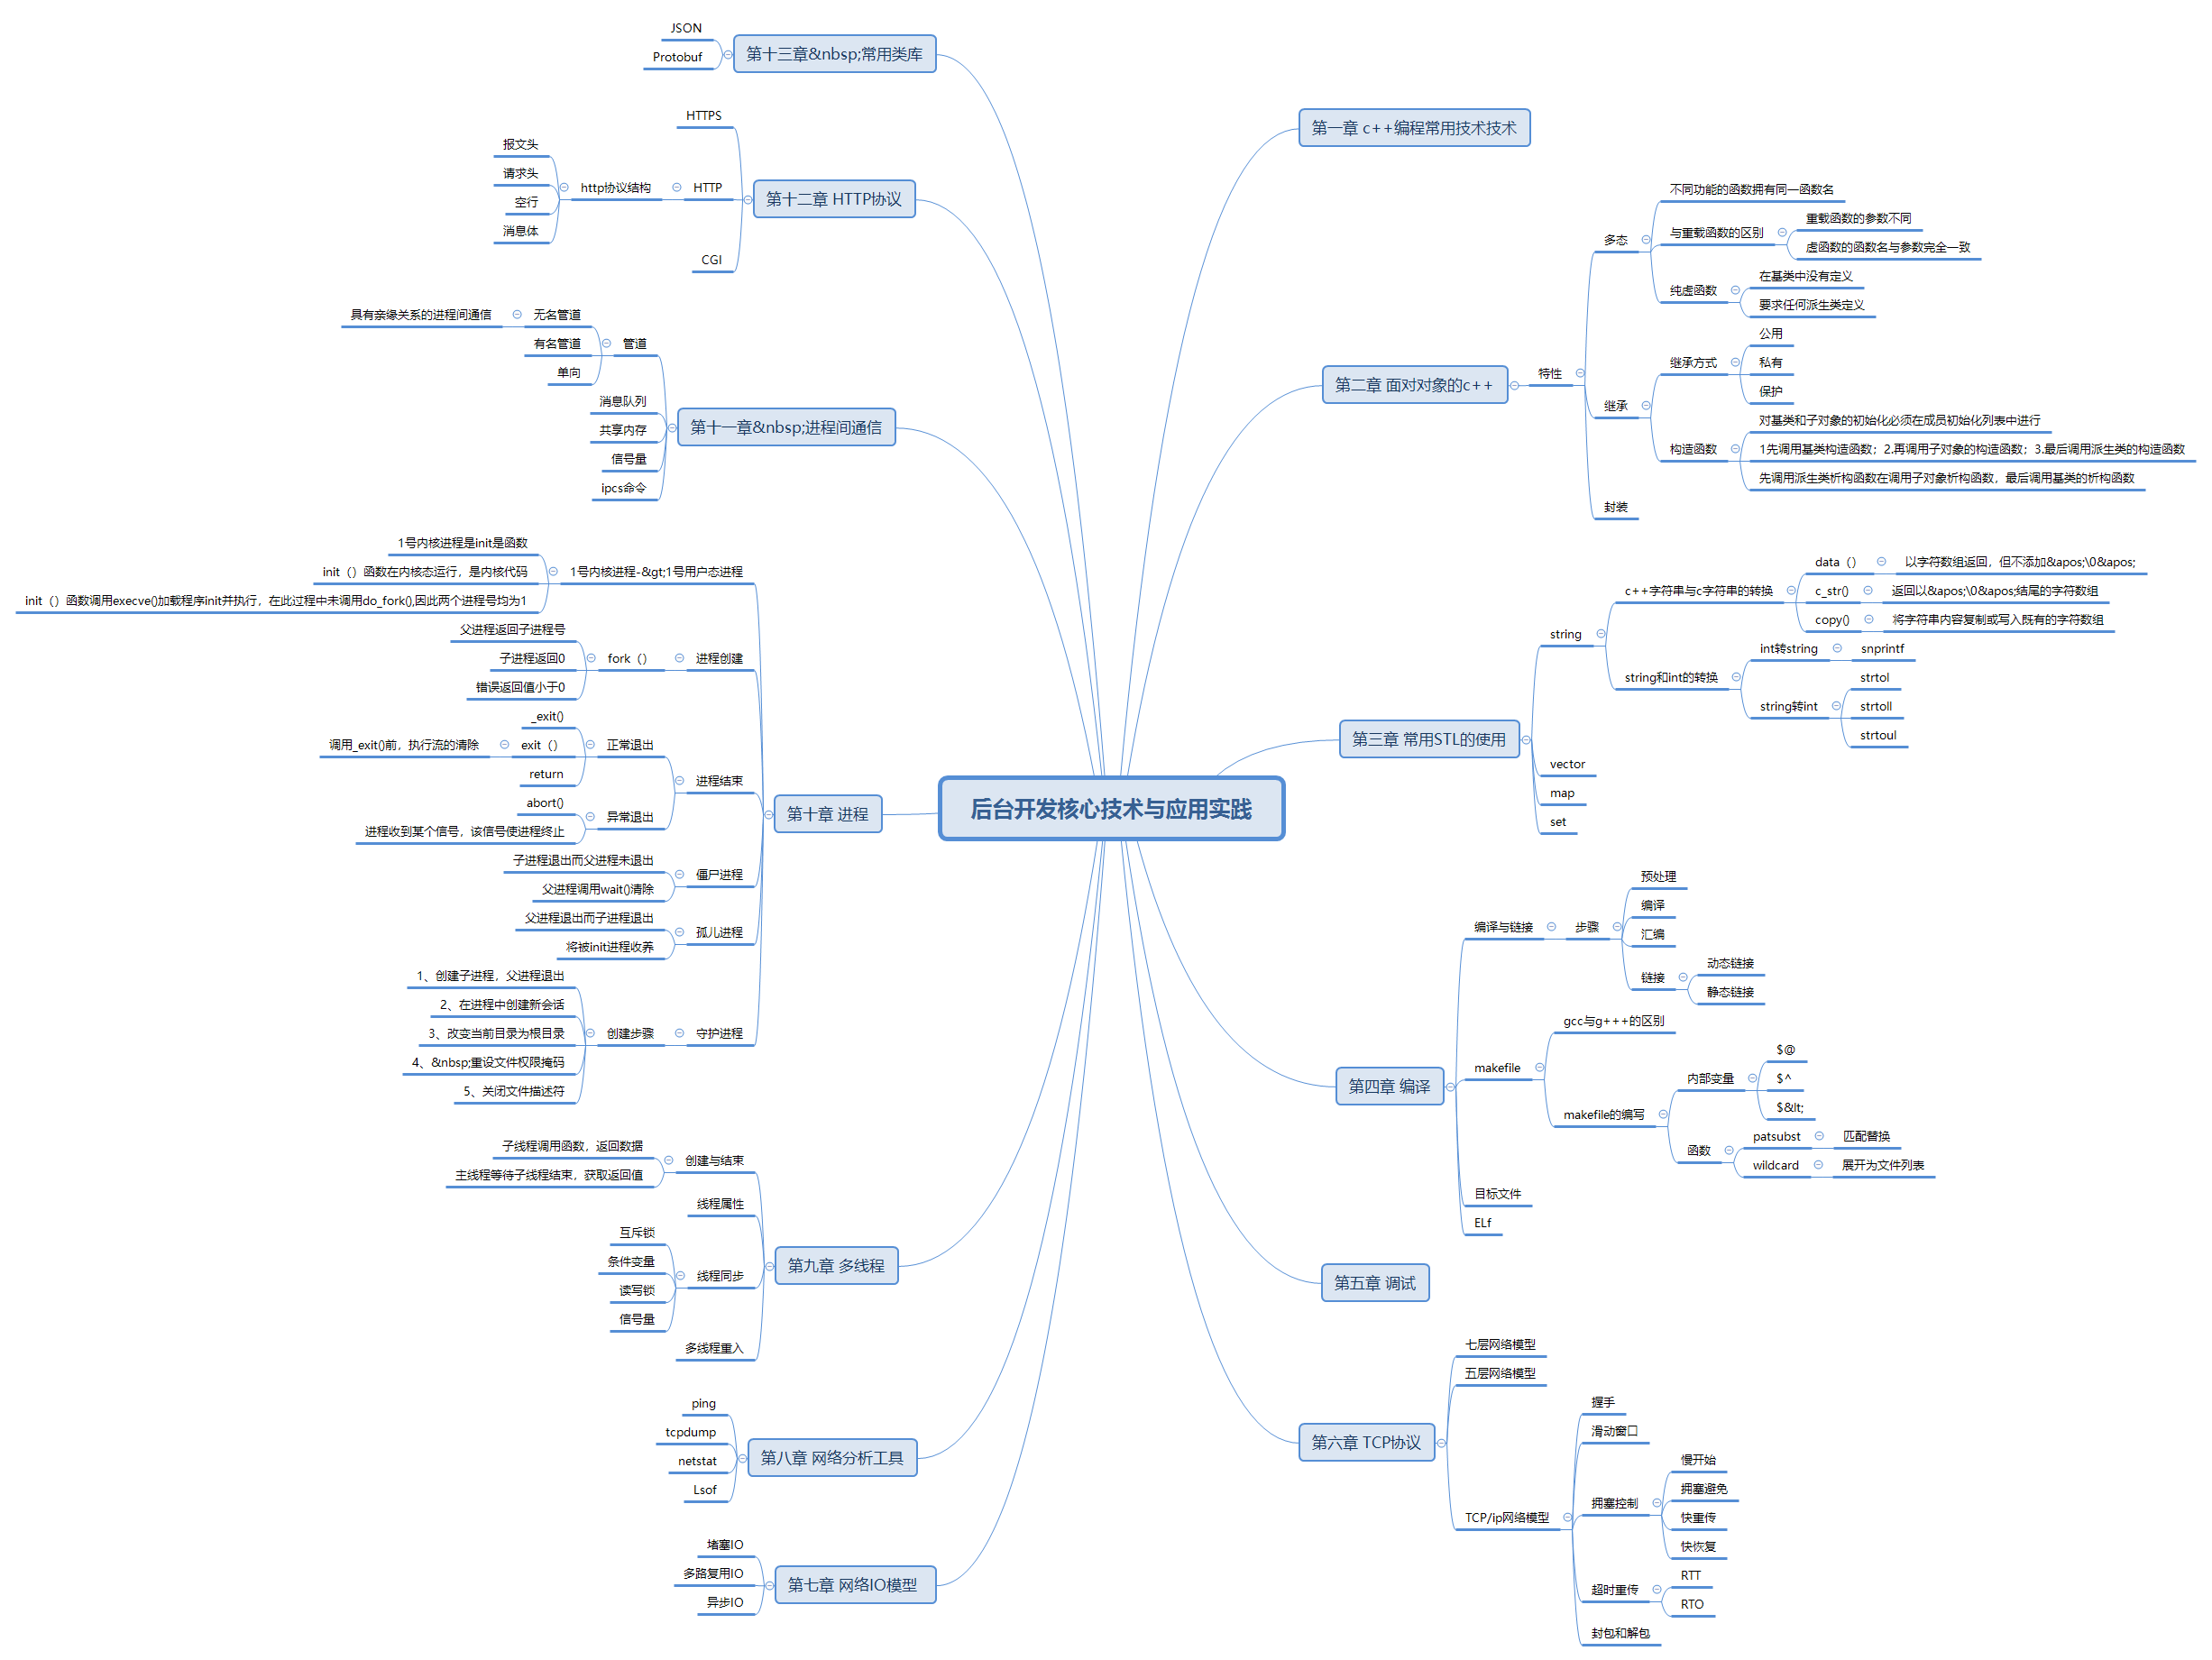 后台开发核心技术与应用实践
第一章 c++编程常用技术技术
第二章 面对对象的c++
特性
多态
不同功能的函数拥有同一函数名
与重载函数的区别
重载函数的参数不同
虚函数的函数名与参数完全一致
纯虚函数
在基类中没有定义
要求任何派生类定义
继承
继承方式
公用
私有
保护
构造函数
对基类和子对象的初始化必须在成员初始化列表中进行
1先调用基类构造函数；2.再调用子对象的构造函数；3.最后调用派生类的构造函数
先调用派生类析构函数在调用子对象析构函数，最后调用基类的析构函数
封装
第三章 常用STL的使用
string
c++字符串与c字符串的转换
data（）
以字符数组返回，但不添加&apos;\0&apos;
c_str()
返回以&apos;\0&apos;结尾的字符数组
copy()
将字符串内容复制或写入既有的字符数组
string和int的转换
int转string
snprintf
string转int
strtol
strtoll
strtoul
vector
map
set
第四章 编译
编译与链接
步骤
预处理
编译
汇编
链接
动态链接
静态链接
makefile
gcc与g+++的区别
makefile的编写
内部变量
$@
$^
$&lt;
函数
patsubst
匹配替换
wildcard
展开为文件列表
目标文件
ELf
第五章 调试
第六章 TCP协议
七层网络模型
五层网络模型
TCP/ip网络模型
握手
滑动窗口
拥塞控制
慢开始
拥塞避免
快重传
快恢复
超时重传
RTT
RTO
封包和解包
第七章 网络IO模型
堵塞IO
多路复用IO
异步IO
第八章 网络分析工具
ping
tcpdump
netstat
Lsof
第九章 多线程
创建与结束
子线程调用函数，返回数据
主线程等待子线程结束，获取返回值
线程属性
线程同步
互斥锁
条件变量
读写锁
信号量
多线程重入
第十章 进程
1号内核进程-&gt;1号用户态进程
1号内核进程是init是函数
init（）函数在内核态运行，是内核代码
init（）函数调用execve()加载程序init并执行，在此过程中未调用do_fork(),因此两个进程号均为1
进程创建
fork（）
父进程返回子进程号
子进程返回0
错误返回值小于0
进程结束
正常退出
_exit()
exit（）
调用_exit()前，执行流的清除
return
异常退出
abort()
进程收到某个信号，该信号使进程终止
僵尸进程
子进程退出而父进程未退出
父进程调用wait()清除
孤儿进程
父进程退出而子进程退出
将被init进程收养
守护进程
创建步骤
1、创建子进程，父进程退出
2、在进程中创建新会话
3、改变当前目录为根目录
4、&nbsp;重设文件权限掩码
5、关闭文件描述符
第十一章&nbsp;进程间通信
管道
无名管道
具有亲缘关系的进程间通信
有名管道
单向
消息队列
共享内存
信号量
ipcs命令
第十二章 HTTP协议
HTTPS
HTTP
http协议结构
报文头
请求头
空行
消息体
CGI
第十三章&nbsp;常用类库
JSON
Protobuf